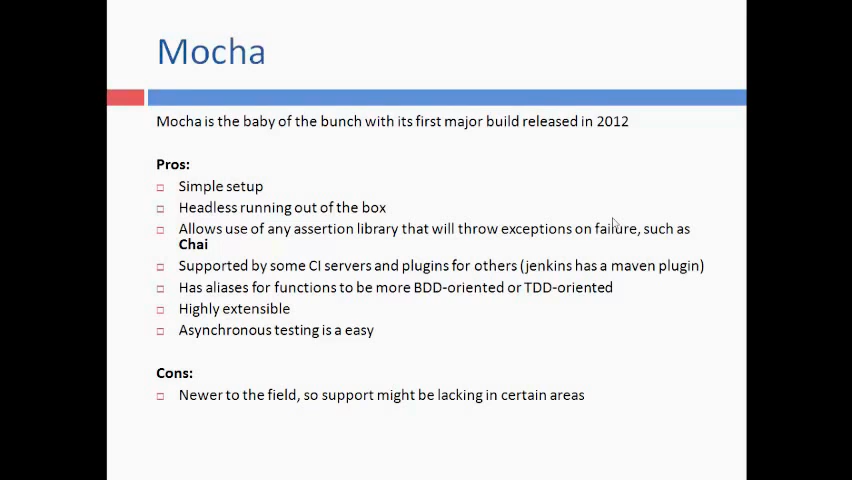 Mocha
Mocha is the baby of the bunch with its first major build released in 2012
Pros:
Simple setup
Headless running out of the box
Allows use of any assertion library that will throw exceptions on failure, such as
Chai
Supported by some CI servers and plugins for others (jenkins has a maven plugin)
Has aliases for functions to be more BDD-oriented or TDD-oriented
Highly extensible
Asynchronous testing is a easy
Cons:
Newer to the field, so support might be lacking in certain areas